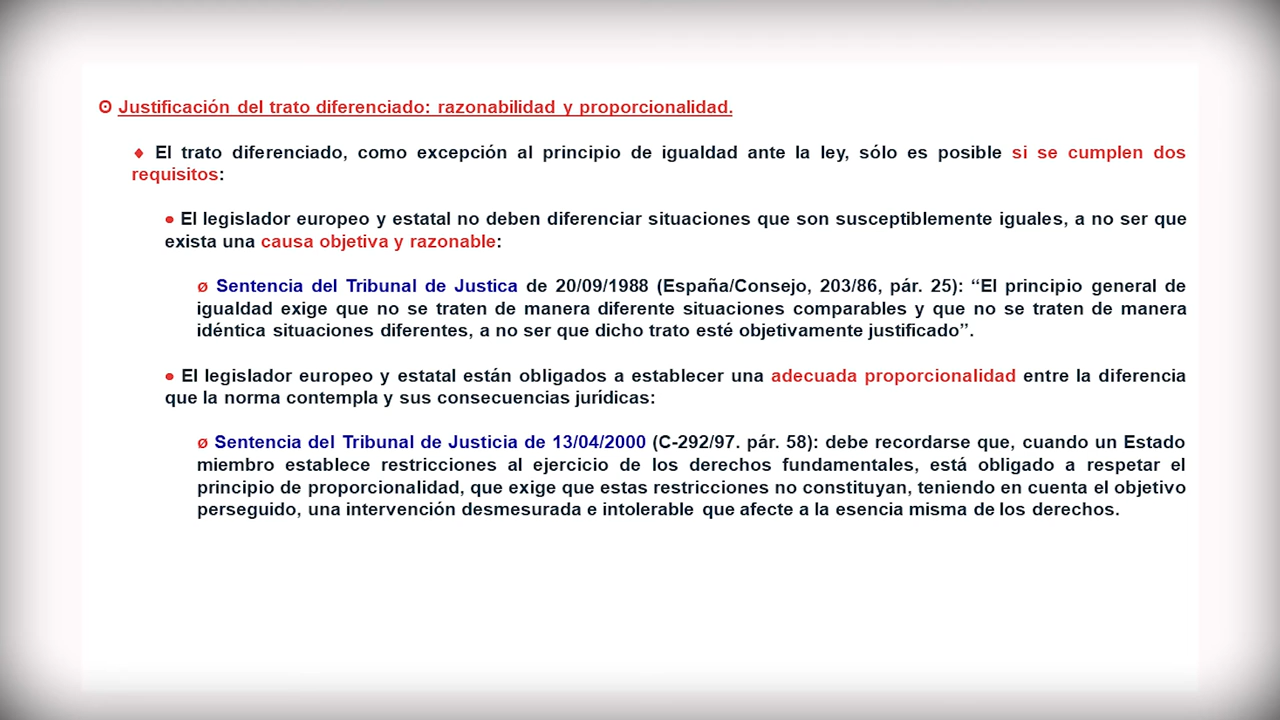 ʘ Justificación del trato diferenciado: razonabilidad y proporcionalidad.
♦ El trato diferenciado, como excepción al principio de igualdad ante la ley, sólo es posible si se cumplen dos
requisitos:
● El legislador europeo y estatal no deben diferenciar situaciones que son susceptiblemente iguales, a no ser que
exista una causa objetiva y razonable:
ø Sentencia del Tribunal de Justica de 20/09/1988 (España/Consejo, 203/86, pár. 25): “El principio general de
igualdad exige que no se traten de manera diferente situaciones comparables y que no se traten de manera
idéntica situaciones diferentes, a no ser que dicho trato esté objetivamente justificado”.
● El legislador europeo y estatal están obligados a establecer una adecuada proporcionalidad entre la diferencia
que la norma contempla y sus consecuencias jurídicas:
ø Sentencia del Tribunal de Justicia de 13/04/2000 (C-292/97. pár. 58): debe recordarse que, cuando un Estado
miembro establece restricciones al ejercicio de los derechos fundamentales, está obligado a respetar el
principio de proporcionalidad, que exige que estas restricciones no constituyan, teniendo en cuenta el objetivo
perseguido, una intervención desmesurada e intolerable que afecte a la esencia misma de los derechos.